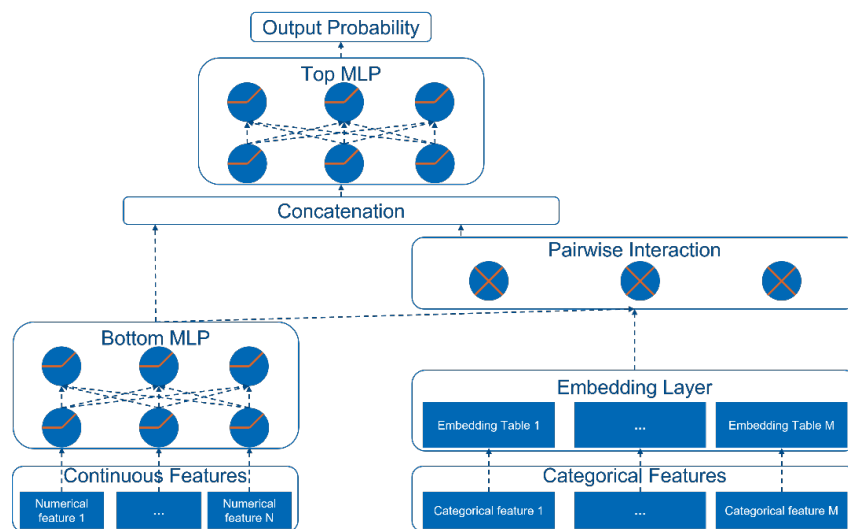 Output Probability
Top MLP
Concatenation
Pairwise Interaction
Bottom MLP
Embedding Layer
Embedding Table 1
...
Embedding Table M
Continuous Features
Numerical
feature 1
...
Numerical
feature N
Categorical Features
Categorical feature 1
...
Categorical feature M